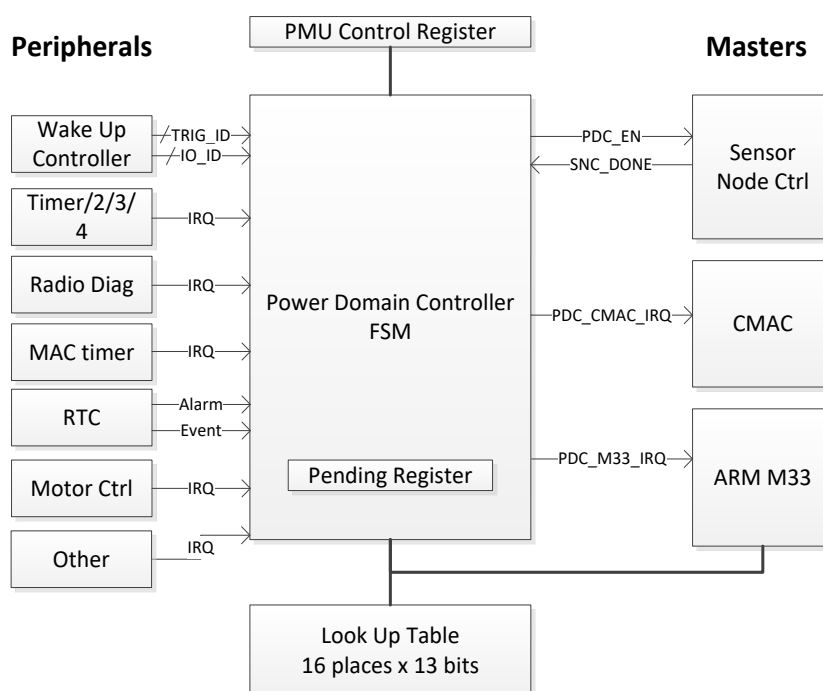 Peripherals
PMU Control Register
Masters
Wake Up
Controller
TRIG_ID
IO_ID
Timer/2/3/
4
IRQ
Radio Diag
IRQ
MAC timer
IRQ
RTC
Alarm
Event
Motor Ctrl
IRQ
Other
IRQ
Power Domain Controller
FSM
Pending Register
PDC_EN
SNC_DONE
Sensor
Node Ctrl
PDC_CMAC_IRQ
CMAC
PDC_M33_IRQ
ARM M33
Look Up Table
16 places x 13 bits